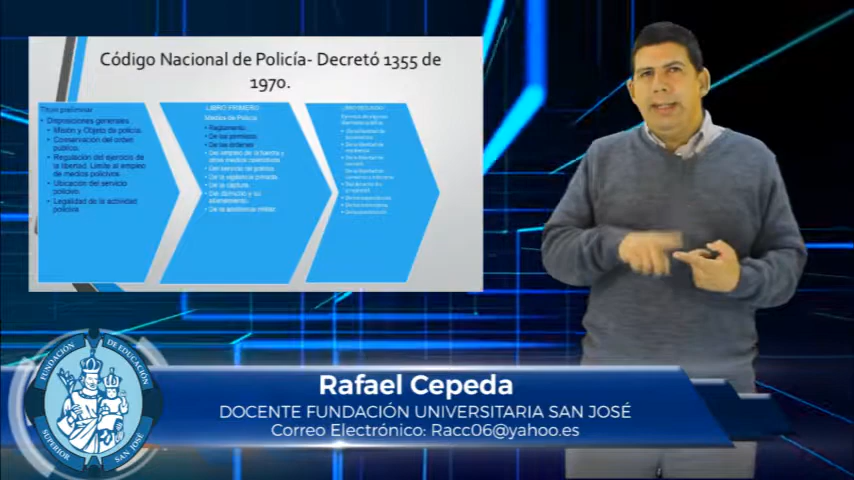 Código Nacional de Policía- Decretó 1355 de
1970.
Titulo preliminar
• Disposiciones generales.
• Misión y Objeto de policía.
• Conservación del orden
público.
• Regulación del ejercicio de
la libertad. Límite al empleo
de medios policivos.
• Ubicación del servicio
policivo.
• Legalidad de la actividad
policiva
LIBRO PRIMERO
Medios de Policía
• Reglamento.
• De los permisos
• De las órdenes
• Del empleo de la fuerza y
otros medios coercitivos
• Del servicio de policía.
• De la vigilancia privada.
• De la captura.
• Del domicilio y su
allanamiento.
• De la asistencia militar
LIBRO SEGUNDO
FUNDACIÓN
DE EDUCACIÓN
SUPERIOR
SAN JOSÉ
Rafael Cepeda
DOCENTE FUNDACIÓN UNIVERSITARIA SAN JOSÉ
Correo Electrónico: Racc06@yahoo.es